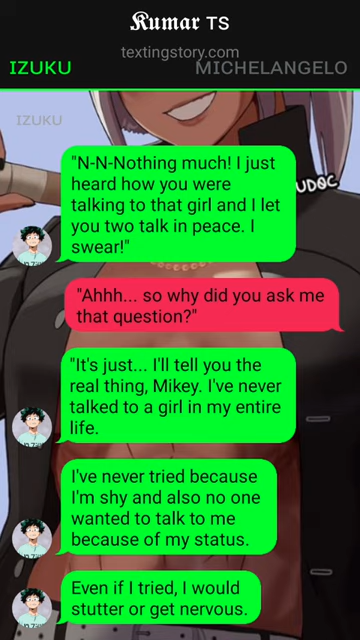 Kumar TS
textingstory.com
IZUKU
MICHELANGELO
IZUKU
"N-N-Nothing much! I just
heard how you were
talking to that girl and I let
you two talk in peace. I
swear!"
"Ahhh... so why did you ask me
that question?"
"It's just... I'll tell you the
real thing, Mikey. I've never
talked to a girl in my entire
life.
I've never tried because
I'm shy and also no one
wanted to talk to me
because of my status.
Even if I tried, I would
stutter or get nervous.